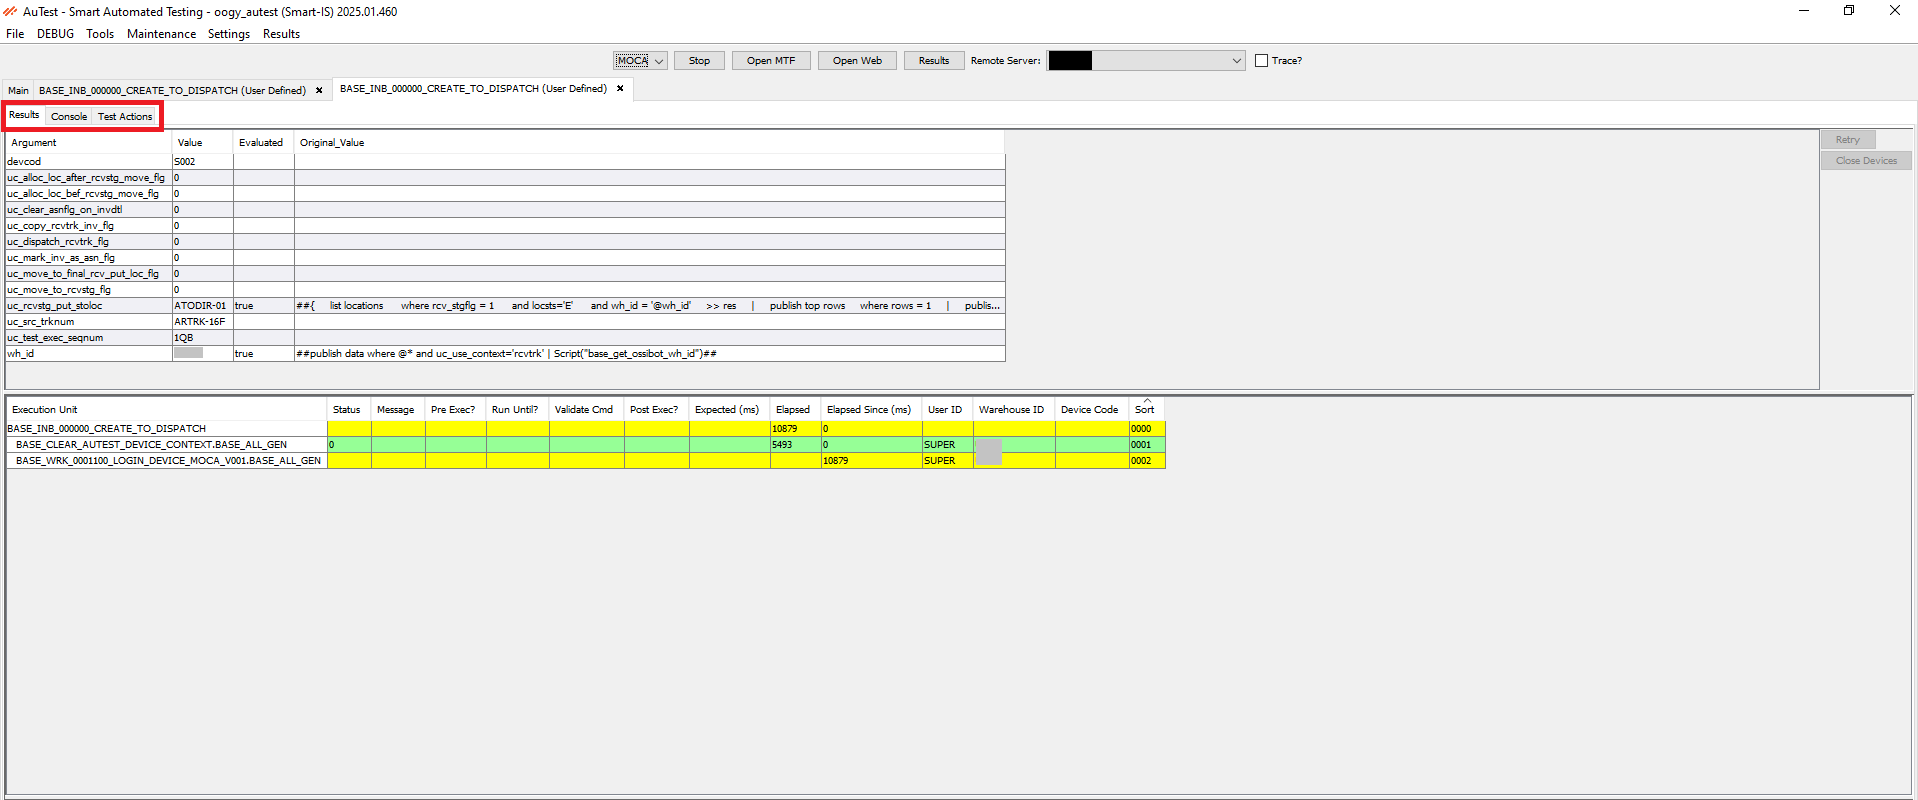 AuTest - Smart Automated Testing - oogy_autest (Smart-IS) 2025.01.460
File DEBUG Tools Maintenance Settings Results
MOCA Stop Open MTF Open Web Results Remote Server: Trace?
Main BASE_INB_000000_CREATE_TO_DISPATCH (User Defined) BASE_INB_000000_CREATE_TO_DISPATCH (User Defined)
Results Console Test Actions
Argument Value Evaluated Original_Value
Retry
Close Devices
devcod S002
uc_alloc_loc_after_rcvstg_move_flg 0
uc_alloc_loc_bef_rcvstg_move_flg 0
uc_clear_asnflg_on_invdtl 0
uc_copy_rcvtrk_inv_flg 0
uc_dispatch_rcvtrk_flg 0
uc_mark_inv_as_asn_flg 0
uc_move_to_final_rcv_put_loc_flg 0
uc_move_to_rcvstg_flg 0
uc_rcvstg_put_stoloc ATODIR-01 true ##{ list locations where rcv_stgflg = 1 and locsts='E' and wh_id = '@wh_id' >> res | publish top rows where rows = 1 | publis...
uc_src_trknum ARTRK-16F
uc_test_exec_seqnum 1QB
wh_id true ##publish data where @* and uc_use_context='rcvtrk' | Script("base_get_ossibot_wh_id")##
Execution Unit Status Message Pre Exec? Run Until? Validate Cmd Post Exec? Expected (ms) Elapsed Elapsed Since (ms) User ID Warehouse ID Device Code Sort
BASE_INB_000000_CREATE_TO_DISPATCH 10879 0 0000
BASE_CLEAR_AUTEST_DEVICE_CONTEXT.BASE_ALL_GEN 0 5493 0 SUPER 0001
BASE_WRK_0001100_LOGIN_DEVICE_MOCA_V001.BASE_ALL_GEN 10879 SUPER 0002